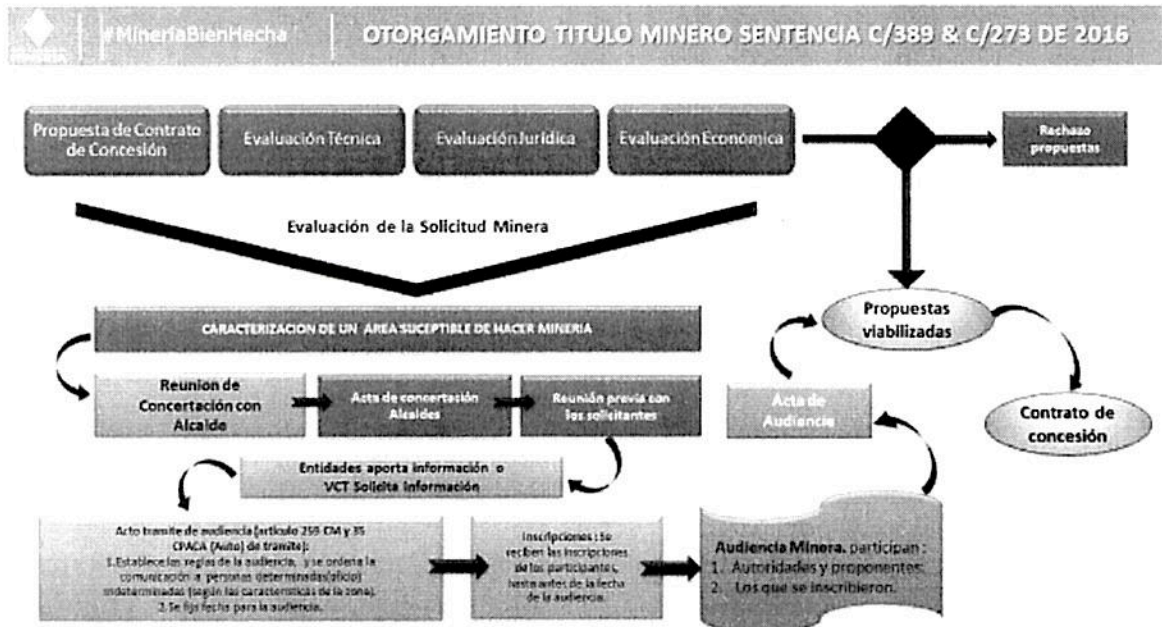 #MineríaBienHecha
OTORGAMIENTO TITULO MINERO SENTENCIA C/389 & C/273 DE 2016
Propuesta de Contrato
de Concesión
Evaluación Técnica
Evaluación Jurídica
Evaluación Económica
Rechazo
propuestas
Evaluación de la Solicitud Minera
Propuestas
viabilizadas
CARACTERIZACION DE UN AREA SUCEPTIBLE DE HACER MINERIA
Reunion de
Concertación con
Alcalde
Acta de concertación
Alcaldes
Reunión previa con
los solicitantes
Acta de
Audiencia
Contrato de
concesión
Entidades aporta información o
VCT Solicita Información
Acto tramite de audiencia (artículo 259 CM y 35
CPACA (Auto) de tramite):
1.Establece las reglas de la audiencia, y se ordena la
comunicación a personas determinadas(oficio)
indeterminadas (según las características de la zona).
2.Se fija fecha para la audiencia.
Inscripciones: Se
reciben las inscripciones
de los participantes,
hasta antes de la fecha
de la audiencia.
Audiencia Minera. participan :
1. Autoridades y proponentes.
2. Los que se inscribieron.